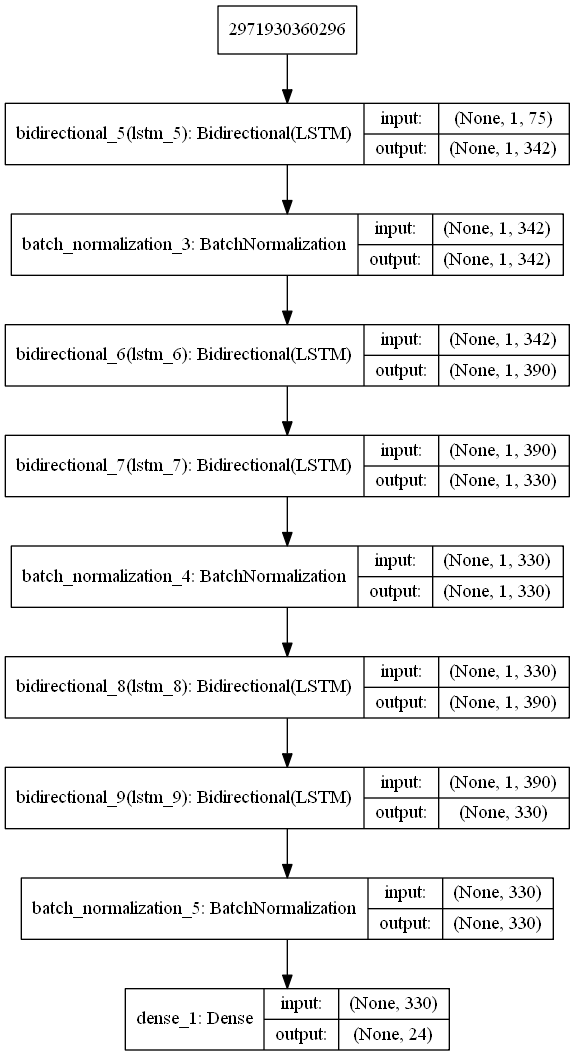 2971930360296
bidirectional_5(lstm_5): Bidirectional(LSTM)
input: (None, 1, 75)
output: (None, 1, 342)
batch_normalization_3: BatchNormalization
input: (None, 1, 342)
output: (None, 1, 342)
bidirectional_6(lstm_6): Bidirectional(LSTM)
input: (None, 1, 342)
output: (None, 1, 390)
bidirectional_7(lstm_7): Bidirectional(LSTM)
input: (None, 1, 390)
output: (None, 1, 330)
batch_normalization_4: BatchNormalization
input: (None, 1, 330)
output: (None, 1, 330)
bidirectional_8(lstm_8): Bidirectional(LSTM)
input: (None, 1, 330)
output: (None, 1, 390)
bidirectional_9(lstm_9): Bidirectional(LSTM)
input: (None, 1, 390)
output: (None, 330)
batch_normalization_5: BatchNormalization
input: (None, 330)
output: (None, 330)
dense_1: Dense
input: (None, 330)
output: (None, 24)